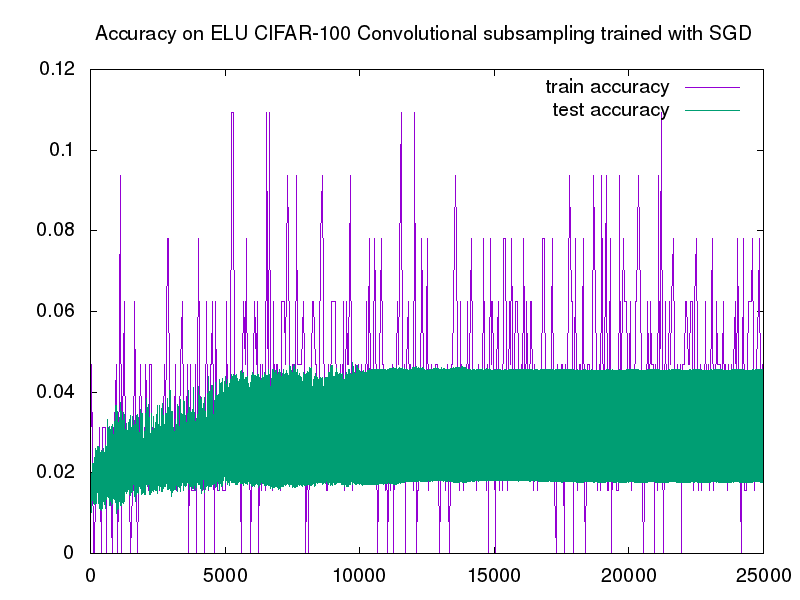 Accuracy on ELU CIFAR-100 Convolutional subsampling trained with SGD
0.12
train accuracy
test accuracy
0.1
0.08
0.06
0.04
0.02
0
0 5000 10000 15000 20000 25000